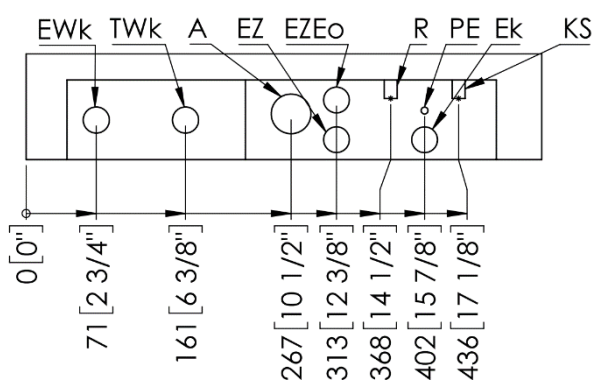 EWk TWk A EZ EZEo R PE Ek KS
0 [0"]
71 [2 3/4"]
161 [6 3/8"]
267 [10 1/2"]
313 [12 3/8"]
368 [14 1/2"]
402 [15 7/8"]
436 [17 1/8"]